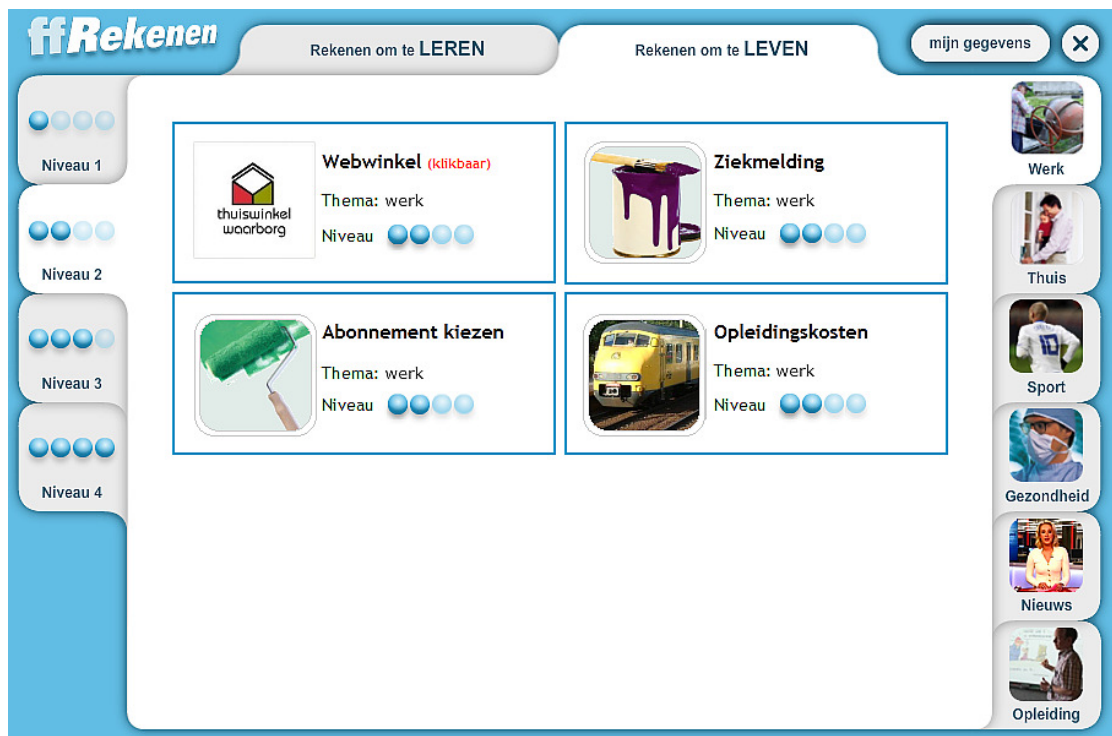 ffRekenen
Rekenen om te LEREN
Rekenen om te LEVEN
mijn gegevens
Niveau 1
Niveau 2
Niveau 3
Niveau 4
thuiswinkel
waarborg
Webwinkel (klikbaar)
Thema: werk
Niveau
Ziekmelding
Thema: werk
Niveau
Abonnement kiezen
Thema: werk
Niveau
Opleidingskosten
Thema: werk
Niveau
Werk
Thuis
10
Sport
Gezondheid
Nieuws
Opleiding